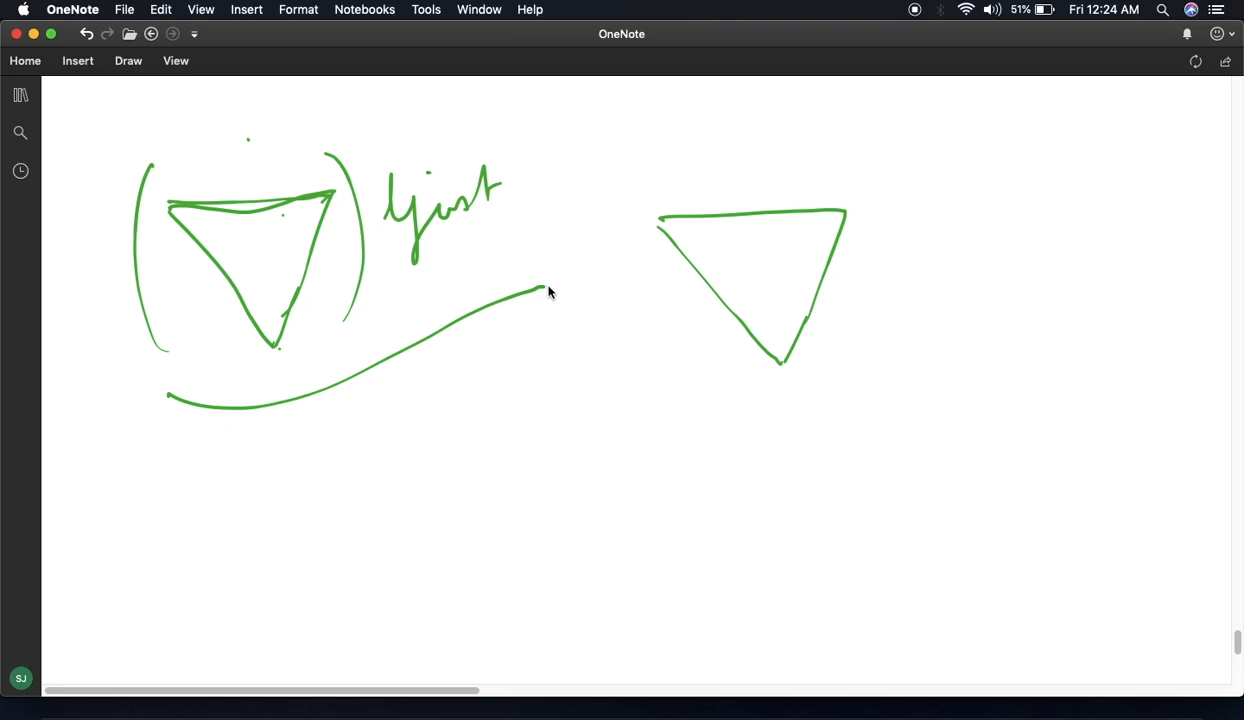 OneNote File Edit View Insert Format Notebooks Tools Window Help 51% Fri 12:24 AM
OneNote
Home Insert Draw View
ljust
SJ